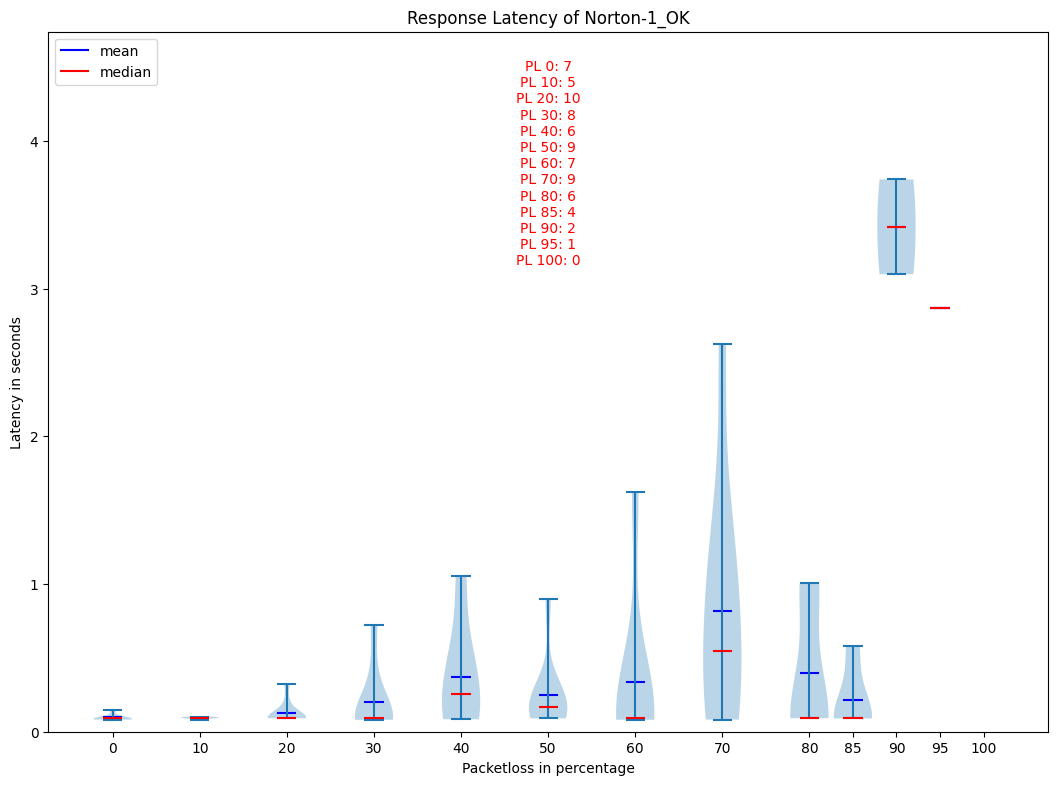 Response Latency of Norton-1_OK
mean
median
PL 0: 7
PL 10: 5
PL 20: 10
PL 30: 8
PL 40: 6
PL 50: 9
PL 60: 7
PL 70: 9
PL 80: 6
PL 85: 4
PL 90: 2
PL 95: 1
PL 100: 0
Latency in seconds
4
3
2
1
0
0 10 20 30 40 50 60 70 80 85 90 95 100
Packetloss in percentage